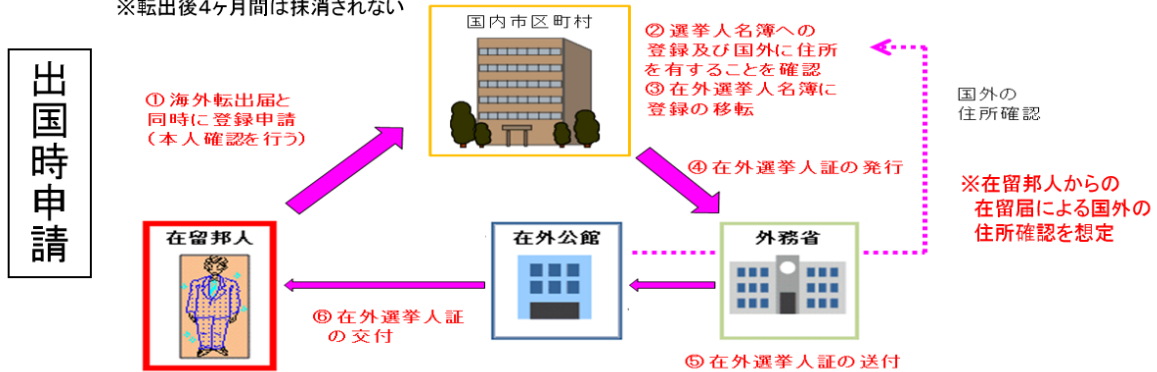 ※転出後4ヶ月間は抹消されない
出国時申請
国内市区町村
①海外転出届と
同時に登録申請
(本人確認を行う)
②選挙人名簿への
登録及び国外に住所
を有することを確認
③在外選挙人名簿に
登録の移転
国外の
住所確認
④在外選挙人証の発行
※在留邦人からの
在留届による国外の
住所確認を想定
在留邦人
在外公館
外務省
⑥在外選挙人証
の交付
⑤在外選挙人証の送付